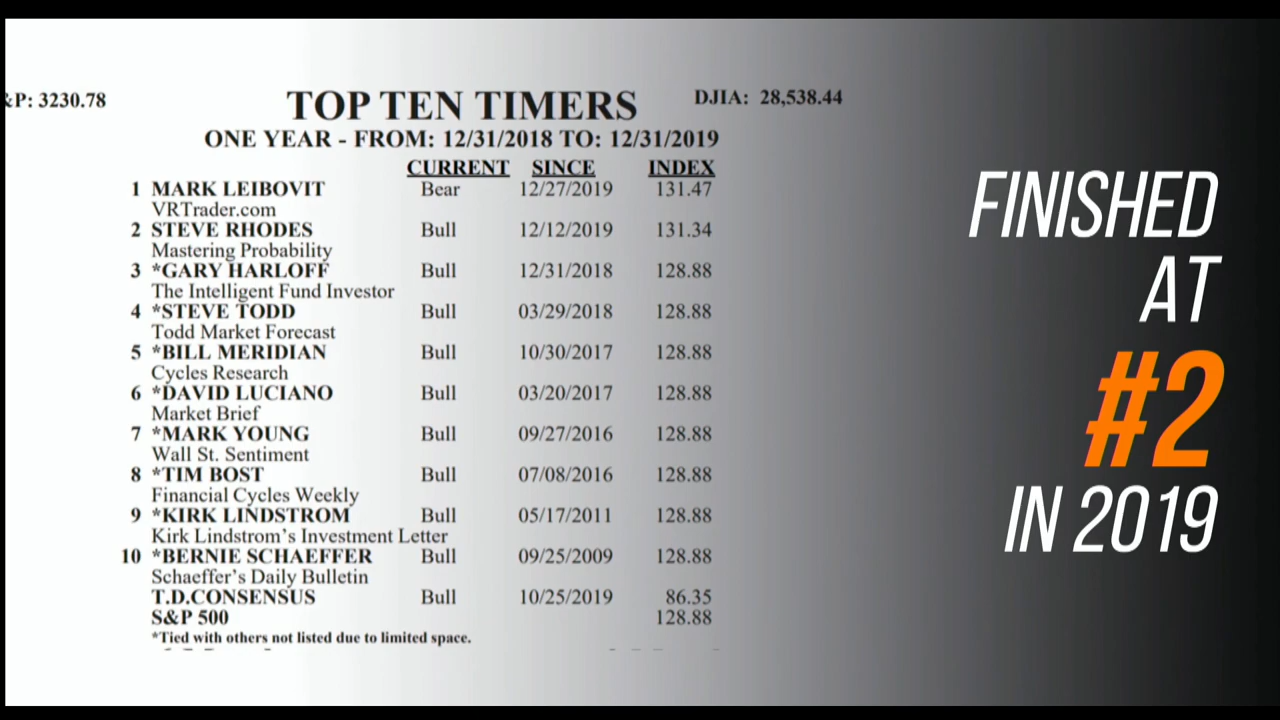 &P: 3230.78
TOP TEN TIMERS
DJIA: 28,538.44
ONE YEAR - FROM: 12/31/2018 TO: 12/31/2019
CURRENT SINCE INDEX
1 MARK LEIBOVIT Bear 12/27/2019 131.47
VRTrader.com
2 STEVE RHODES Bull 12/12/2019 131.34
Mastering Probability
3 *GARY HARLOFF Bull 12/31/2018 128.88
The Intelligent Fund Investor
4 *STEVE TODD Bull 03/29/2018 128.88
Todd Market Forecast
5 *BILL MERIDIAN Bull 10/30/2017 128.88
Cycles Research
6 *DAVID LUCIANO Bull 03/20/2017 128.88
Market Brief
7 *MARK YOUNG Bull 09/27/2016 128.88
Wall St. Sentiment
8 *TIM BOST Bull 07/08/2016 128.88
Financial Cycles Weekly
9 *KIRK LINDSTROM Bull 05/17/2011 128.88
Kirk Lindstrom's Investment Letter
10 *BERNIE SCHAEFFER Bull 09/25/2009 128.88
Schaeffer's Daily Bulletin
T.D.CONSENSUS Bull 10/25/2019 86.35
S&P 500 128.88
*Tied with others not listed due to limited space.
FINISHED
AT
#2
IN 2019